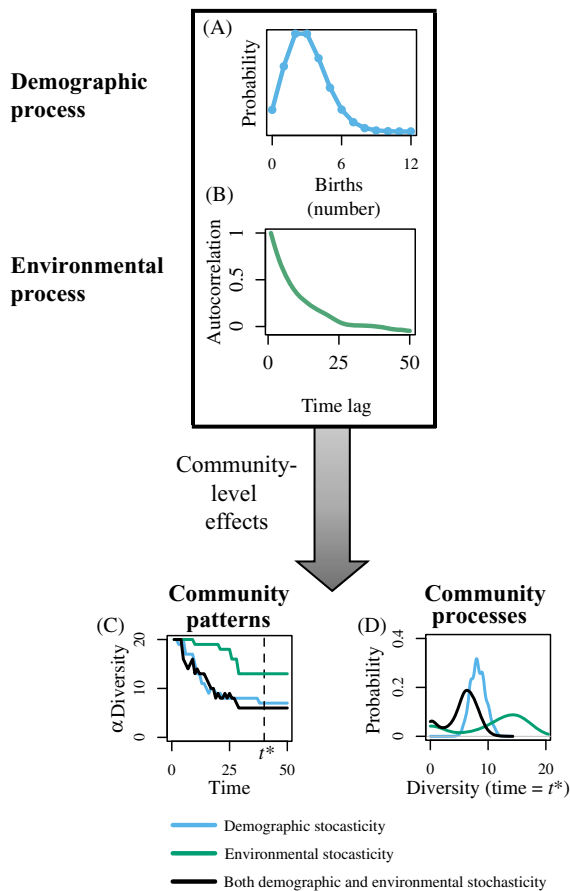 (A)
Demographic
process
Probability
0 6 12
Births
(number)
(B)
Environmental
process
Autocorrelation
1
0.5
0
0 25 50
Time lag
Community-
level
effects
Community
patterns
(C)
α Diversity
20
10
0
t*
0 25 50
Time
Community
processes
(D)
Probability
0.4
0.2
0
0 10 20
Diversity (time = t*)
Demographic stocasticity
Environmental stocasticity
Both demographic and environmental stochasticity